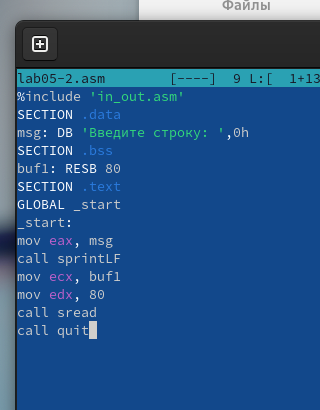 Файлы
lab05-2.asm [----] 9 L:[ 1+13
%include 'in_out.asm'
SECTION .data
msg: DB 'Введите строку: ',0h
SECTION .bss
buf1: RESB 80
SECTION .text
GLOBAL _start
_start:
mov eax, msg
call sprintLF
mov ecx, buf1
mov edx, 80
call sread
call quit